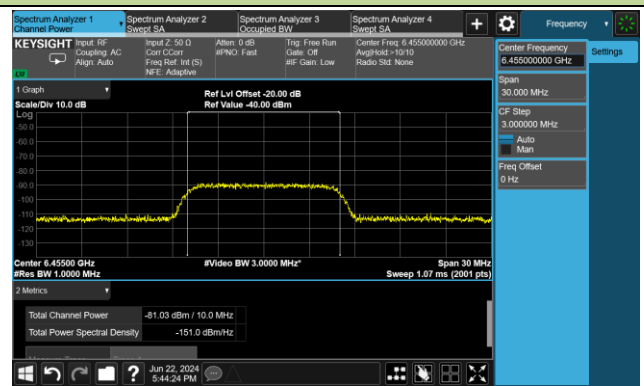 Spectrum Analyzer 1
Channel Power
Spectrum Analyzer 2
Swept SA
Spectrum Analyzer 3
Occupied BW
Spectrum Analyzer 4
Swept SA
+
Frequency
KEYSIGHT
Input: RF
Coupling: AC
Align: Auto
Input Z: 50 Ω
Corr CCorr
Freq Ref: Int (S)
NFE: Adaptive
Atten: 0 dB
#PNO: Fast
Trig: Free Run
Gate: Off
#IF Gain: Low
Center Freq: 6.455000000 GHz
Avg|Hold:>10/10
Radio Std: None
Center Frequency
6.455000000 GHz
Settings
Span
30.000 MHz
CF Step
3.000000 MHz
Auto
Man
Freq Offset
0 Hz
1 Graph
Scale/Div 10.0 dB
Ref Lvl Offset -20.00 dB
Ref Value -40.00 dBm
Log
-50.0
-60.0
-70.0
-80.0
-90.0
-100
-110
-120
-130
Center 6.45500 GHz
#Video BW 3.0000 MHz*
Span 30 MHz
#Res BW 1.0000 MHz
Sweep 1.07 ms (2001 pts)
2 Metrics
Total Channel Power -81.03 dBm / 10.0 MHz
Total Power Spectral Density -151.0 dBm/Hz
?
Jun 22, 2024
5:44:24 PM